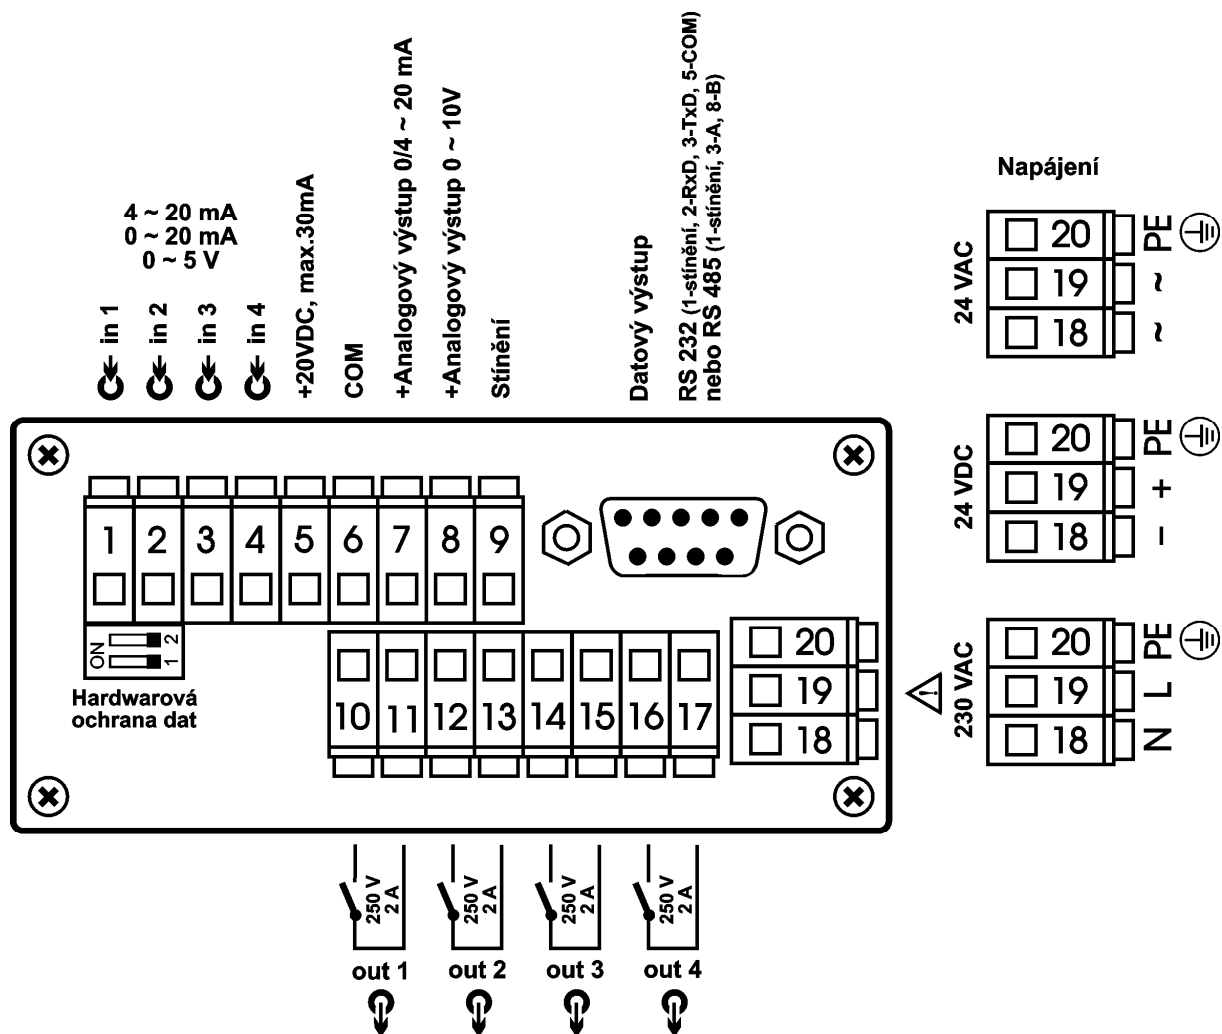 4 ~ 20 mA
0 ~ 20 mA
0 ~ 5 V
in 1
in 2
in 3
in 4
+20VDC, max.30mA
COM
+Analogový výstup 0/4 ~ 20 mA
+Analogový výstup 0 ~ 10V
Stínění
Datový výstup
RS 232 (1-stínění, 2-RxD, 3-TxD, 5-COM)
nebo RS 485 (1-stínění, 3-A, 8-B)
1 2 3 4 5 6 7 8 9
ON
2
1
Hardwarová
ochrana dat
10 11 12 13 14 15 16 17
20
19
18
250 V
2 A
250 V
2 A
250 V
2 A
250 V
2 A
out 1
out 2
out 3
out 4
Napájení
24 VAC
20 PE
19 ~
18 ~
24 VDC
20 PE
19 +
18 –
230 VAC
20 PE
19 L
18 N